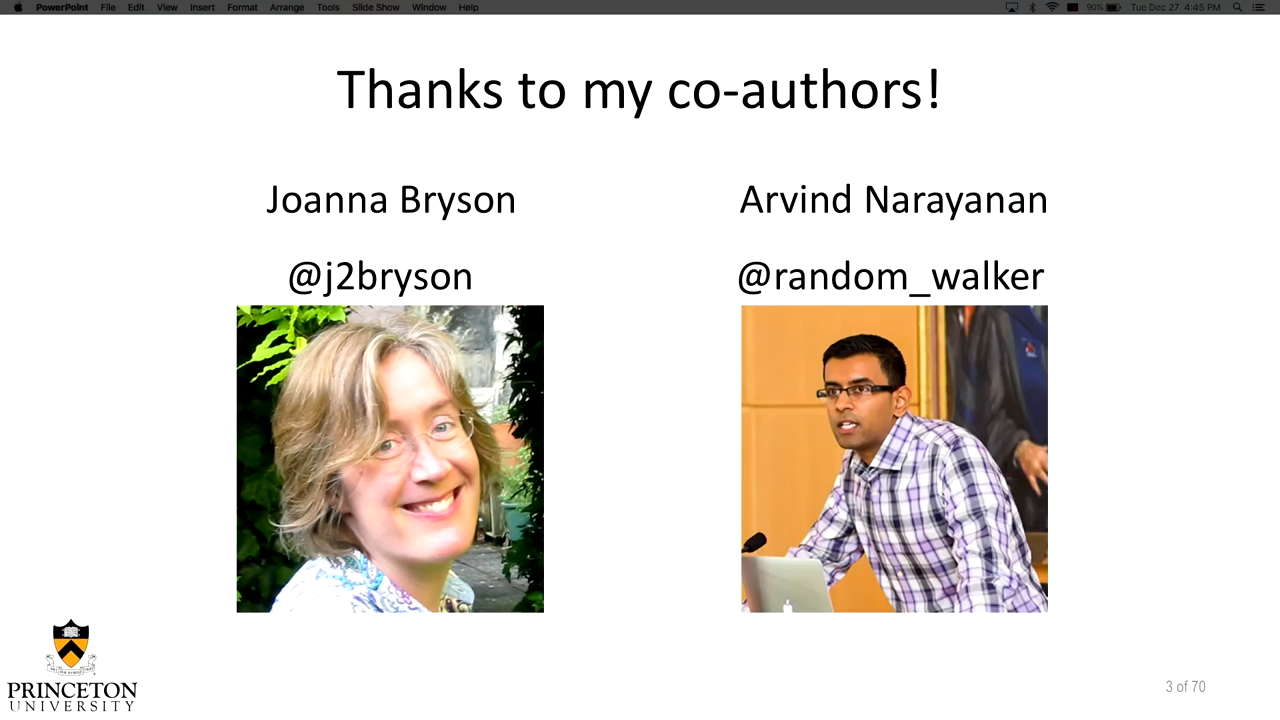 PowerPoint File Edit View Insert Format Arrange Tools Slide Show Window Help 90% Tue Dec 27 4:45 PM
Thanks to my co-authors!
Joanna Bryson
Arvind Narayanan
@j2bryson
@random_walker
PRINCETON
UNIVERSITY
3 of 70